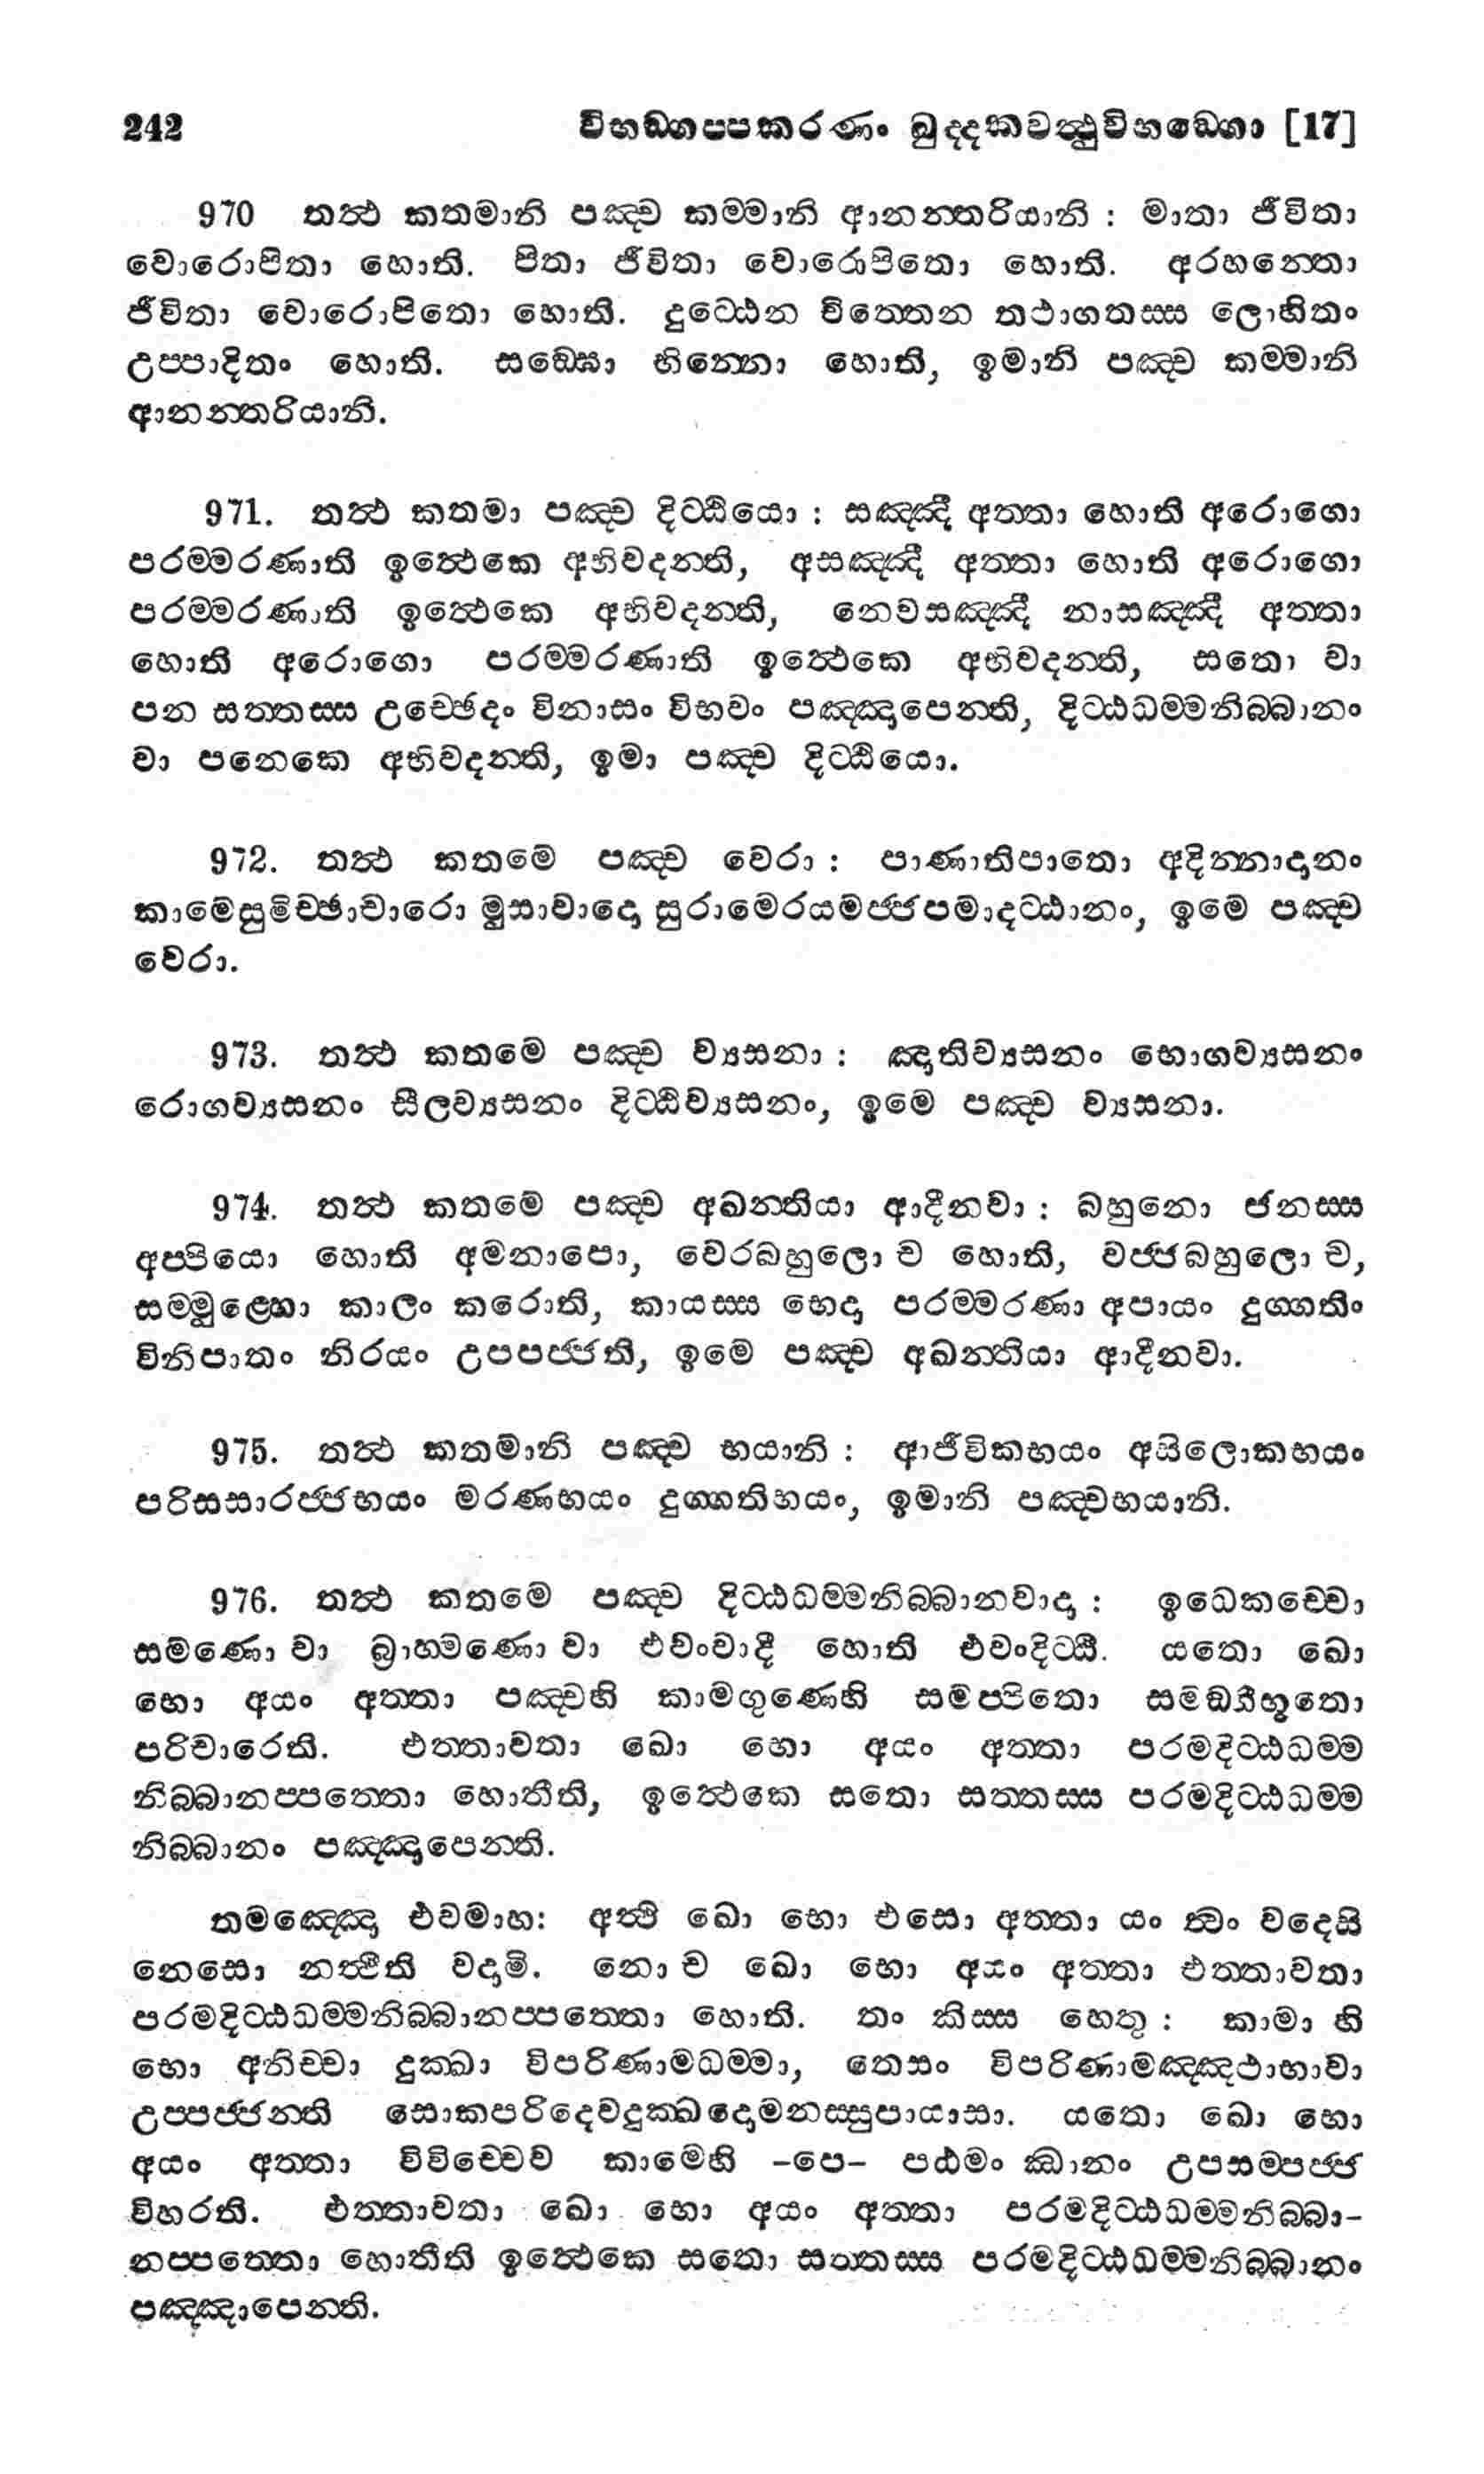 242 විභඞ්ගප්පකරණං ඛුද්දකවත්ථුවිභඞ්ගො [17]
970 තත්ථ කතමානි පඤ්ච කම්මානි ආනන්තරියානි : මාතා ජීවිතා
වොරොපිතා හොති. පිතා ජීවිතා වොරොපිතො හොති. අරහන්තො
ජීවිතා වොරොපිතො හොති. දුට්ඨෙන චිත්තෙන තථාගතස්ස ලොහිතං
උප්පාදිතං හොති. සඞ්ඝො භින්නො හොති, ඉමානි පඤ්ච කම්මානි
ආනන්තරියානි.
971. තත්ථ කතමා පඤ්ච දිට්ඨියො : සඤ්ඤී අත්තා හොති අරොගො
පරම්මරණාති ඉත්ථෙකෙ අභිවදන්ති, අසඤ්ඤී අත්තා හොති අරොගො
පරම්මරණාති ඉත්ථෙකෙ අභිවදන්ති, නෙවසඤ්ඤී නාසඤ්ඤී අත්තා
හොති අරොගො පරම්මරණාති ඉත්ථෙකෙ අභිවදන්ති, සතො වා
පන සත්තස්ස උච්ඡෙදං විනාසං විභවං පඤ්ඤාපෙන්ති, දිට්ඨධම්මනිබ්බානං
වා පනෙකෙ අභිවදන්ති, ඉමා පඤ්ච දිට්ඨියො.
972. තත්ථ කතමෙ පඤ්ච වෙරා : පාණාතිපාතො අදින්නාදානං
කාමෙසුමිච්ඡාචාරො මුසාවාදො සුරාමෙරයමජ්ජපමාදට්ඨානං, ඉමෙ පඤ්ච
වෙරා.
973. තත්ථ කතමෙ පඤ්ච ව්‍යසනා : ඤාතිව්‍යසනං භොගව්‍යසනං
රොගව්‍යසනං සීලව්‍යසනං දිට්ඨිව්‍යසනං, ඉමෙ පඤ්ච ව්‍යසනා.
974. තත්ථ කතමෙ පඤ්ච අඛන්තියා ආදීනවා : බහුනො ජනස්ස
අප්පියො හොති අමනාපො, වෙරබහුලො ච හොති, වජ්ජබහුලො ච,
සම්මුළ්හො කාලං කරොති, කායස්ස භෙදා පරම්මරණා අපායං දුග්ගතිං
විනිපාතං නිරයං උපපජ්ජති, ඉමෙ පඤ්ච අඛන්තියා ආදීනවා.
975. තත්ථ කතමානි පඤ්ච භයානි : ආජීවිකභයං අසිලොකභයං
පරිසසාරජ්ජභයං මරණභයං දුග්ගතිභයං, ඉමානි පඤ්චභයානි.
976. තත්ථ කතමෙ පඤ්ච දිට්ඨධම්මනිබ්බානවාදා : ඉධෙකච්චො
සමණො වා බ්‍රාහ්මණො වා එවංවාදී හොති එවංදිට්ඨී. යතො ඛො
භො අයං අත්තා පඤ්චහි කාමගුණෙහි සමප්පිතො සමඞ්ගීභූතො
පරිචාරෙති. එත්තාවතා ඛො භො අයං අත්තා පරමදිට්ඨධම්ම
නිබ්බානප්පත්තො හොතීති, ඉත්ථෙකෙ සතො සත්තස්ස පරමදිට්ඨධම්ම
නිබ්බානං පඤ්ඤාපෙන්ති.
තමඤ්ඤො එවමාහ: අත්ථි ඛො භො එසො අත්තා යං ත්වං වදෙසි
නෙසො නත්ථීති වදාමි. නො ච ඛො භො අයං අත්තා එත්තාවතා
පරමදිට්ඨධම්මනිබ්බානප්පත්තො හොති. තං කිස්ස හෙතු : කාමා හි
භො අනිච්චා දුක්ඛා විපරිණාමධම්මා, තෙසං විපරිණාමඤ්ඤථාභාවා
උප්පජ්ජන්ති සොකපරිදෙවදුක්ඛදොමනස්සුපායාසා. යතො ඛො භො
අයං අත්තා විවිච්චෙව කාමෙහි –පෙ– පඨමං ඣානං උපසම්පජ්ජ
විහරති. එත්තාවතා ඛො භො අයං අත්තා පරමදිට්ඨධම්මනිබ්බා-
නප්පත්තො හොතීති ඉත්ථෙකෙ සතො සත්තස්ස පරමදිට්ඨධම්මනිබ්බානං
පඤ්ඤාපෙන්ති.